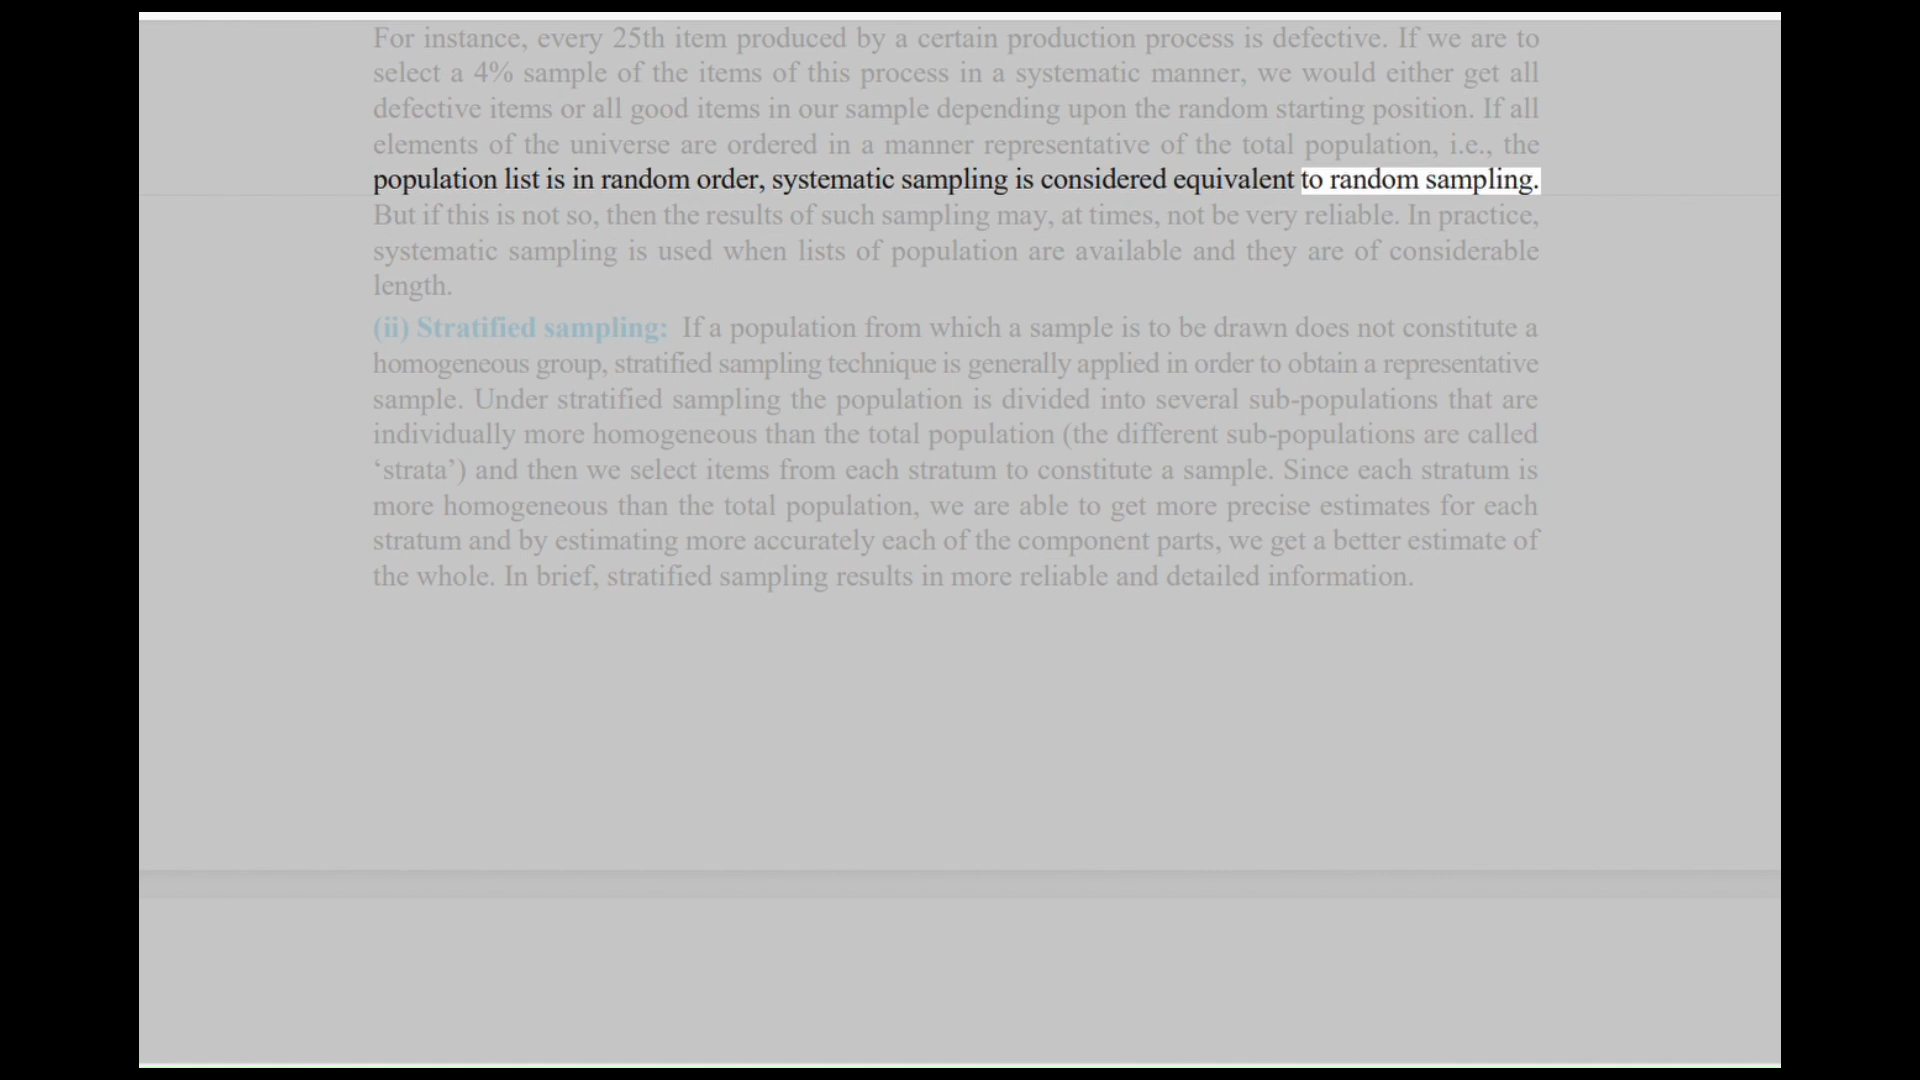 For instance, every 25th item produced by a certain production process is defective. If we are to
select a 4% sample of the items of this process in a systematic manner, we would either get all
defective items or all good items in our sample depending upon the random starting position. If all
elements of the universe are ordered in a manner representative of the total population, i.e., the
population list is in random order, systematic sampling is considered equivalent to random sampling.
But if this is not so, then the results of such sampling may, at times, not be very reliable. In practice,
systematic sampling is used when lists of population are available and they are of considerable
length.
(ii) Stratified sampling: If a population from which a sample is to be drawn does not constitute a
homogeneous group, stratified sampling technique is generally applied in order to obtain a representative
sample. Under stratified sampling the population is divided into several sub-populations that are
individually more homogeneous than the total population (the different sub-populations are called
‘strata’) and then we select items from each stratum to constitute a sample. Since each stratum is
more homogeneous than the total population, we are able to get more precise estimates for each
stratum and by estimating more accurately each of the component parts, we get a better estimate of
the whole. In brief, stratified sampling results in more reliable and detailed information.